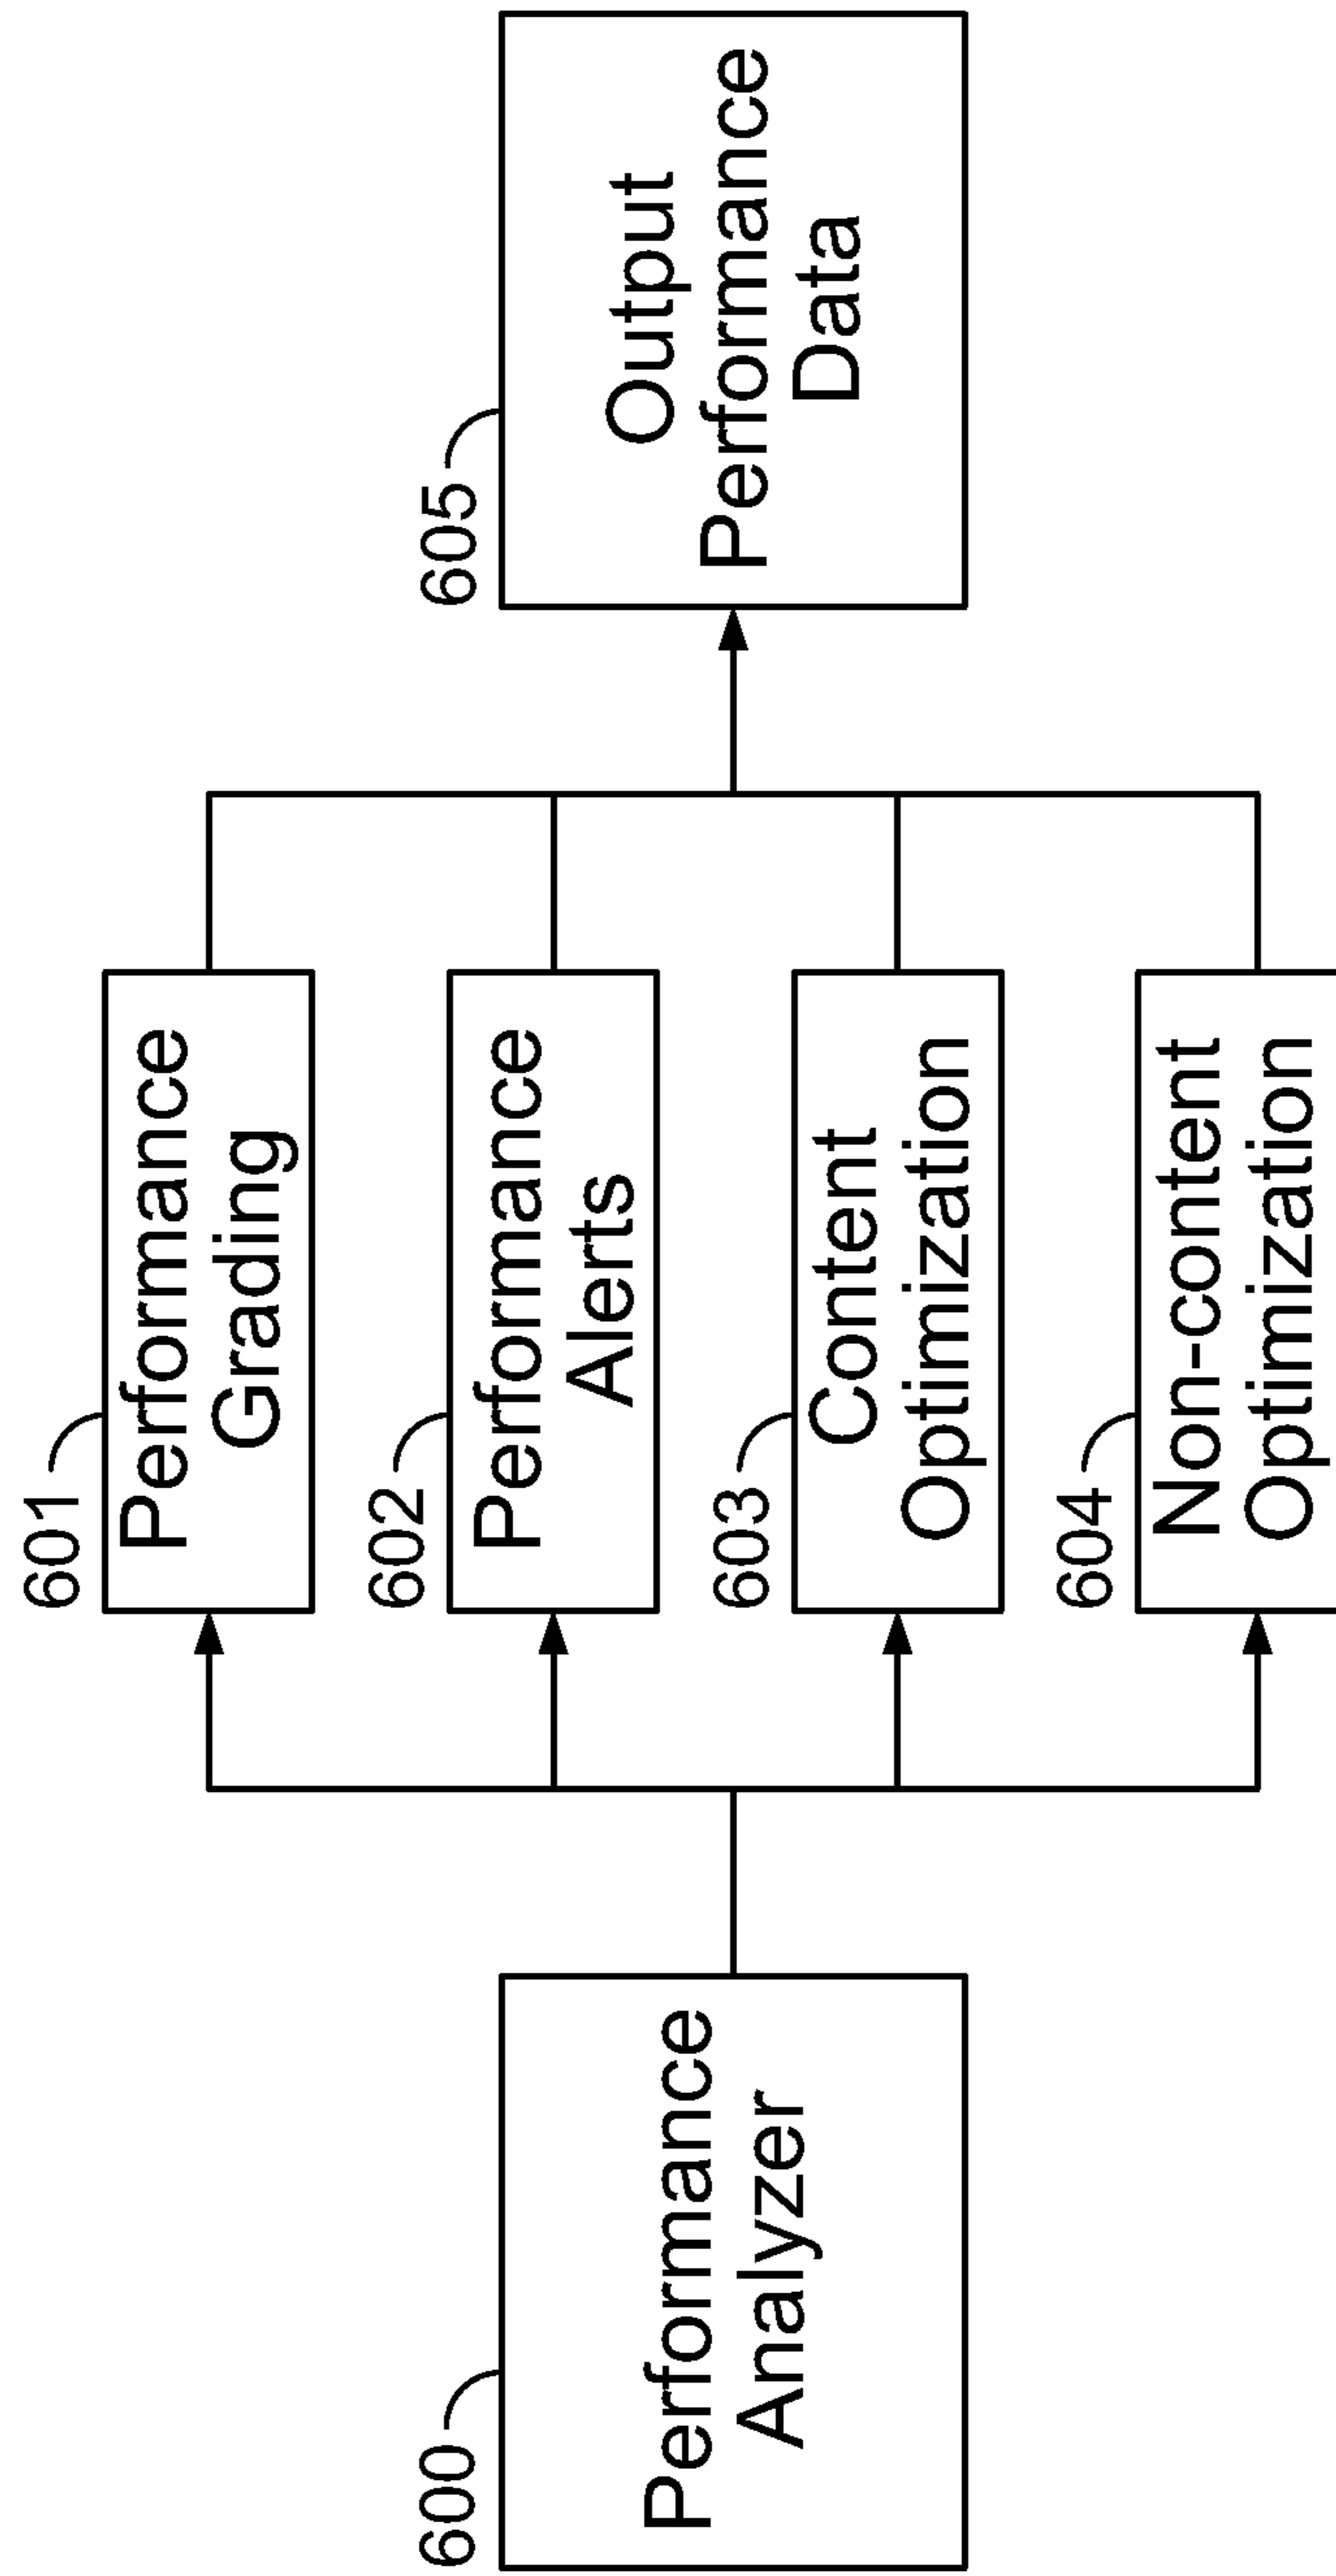 600
Performance
Analyzer
601
Performance
Grading
602
Performance
Alerts
603
Content
Optimization
604
Non-content
Optimization
605
Output
Performance
Data